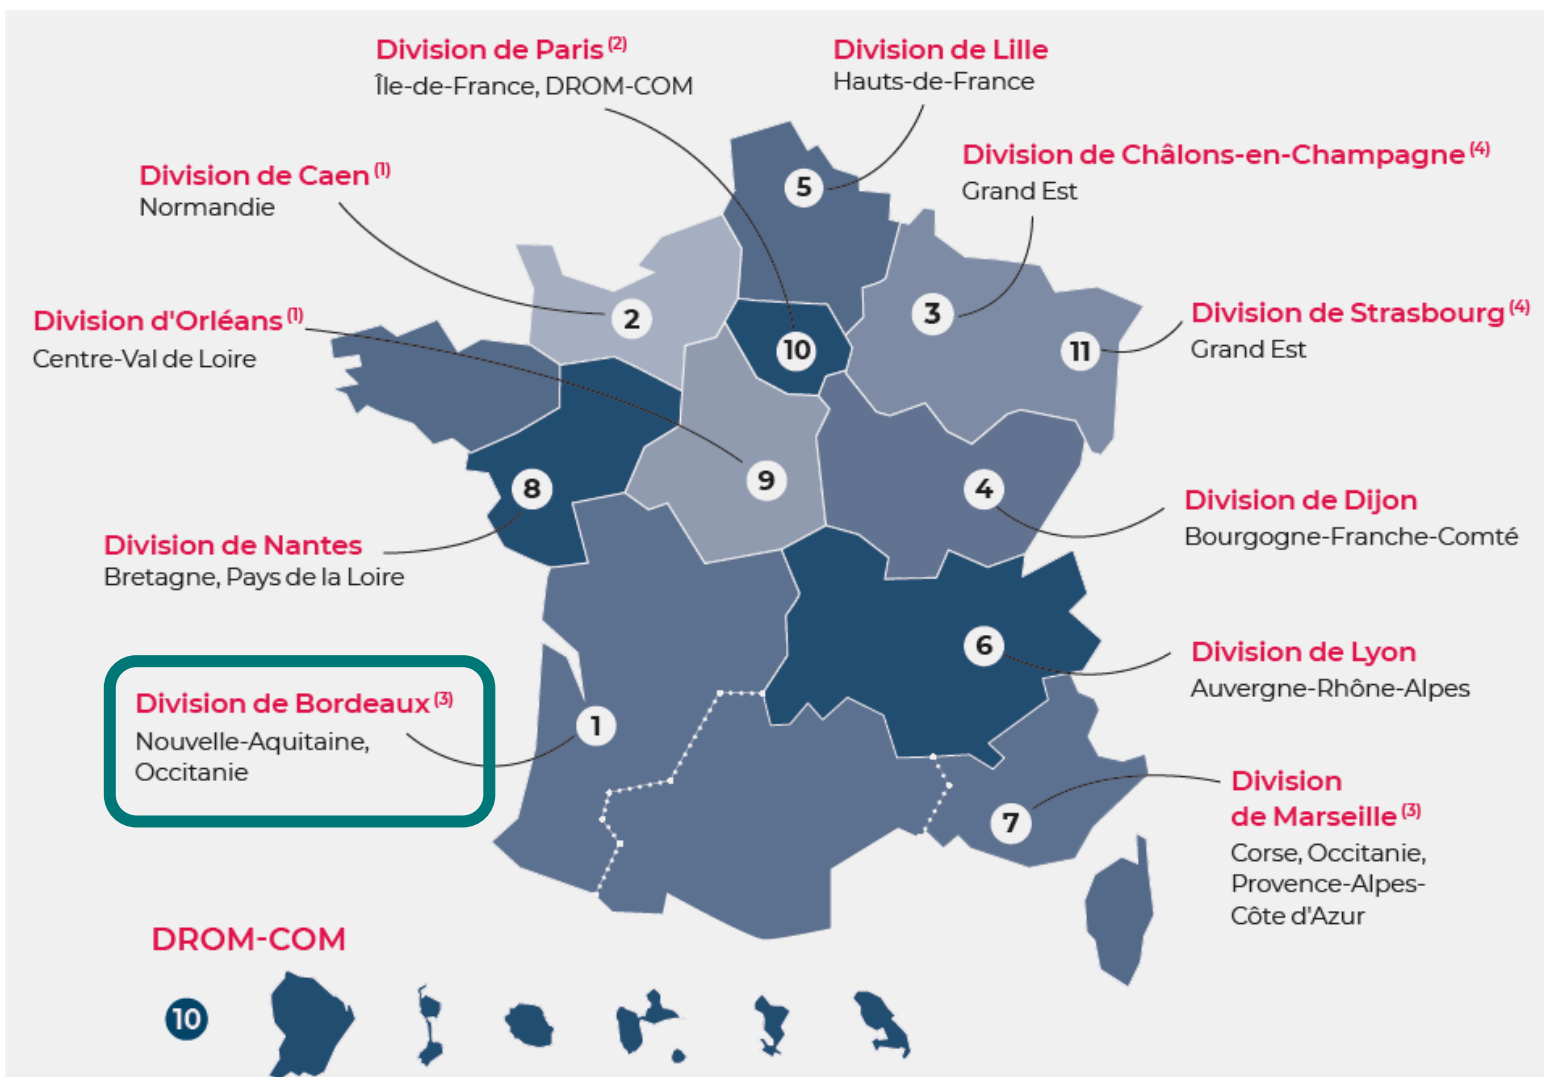 Division de Paris (2)
Île-de-France, DROM-COM
Division de Lille
Hauts-de-France
Division de Caen (1)
Normandie
Division de Châlons-en-Champagne (4)
Grand Est
5
Division d'Orléans (1)
Centre-Val de Loire
2
3
10
11
Division de Strasbourg (4)
Grand Est
8
9
4
Division de Nantes
Bretagne, Pays de la Loire
Division de Dijon
Bourgogne-Franche-Comté
6
Division de Lyon
Auvergne-Rhône-Alpes
Division de Bordeaux (3)
Nouvelle-Aquitaine,
Occitanie
1
7
Division
de Marseille (3)
Corse, Occitanie,
Provence-Alpes-
Côte d'Azur
DROM-COM
10